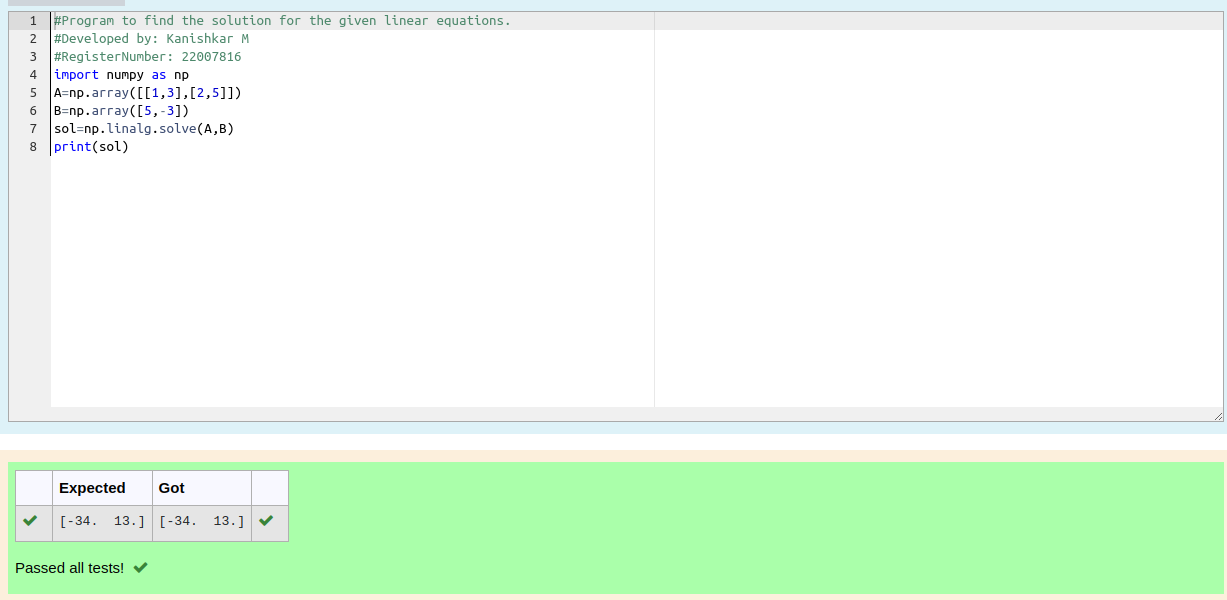 1 #Program to find the solution for the given linear equations.
2 #Developed by: Kanishkar M
3 #RegisterNumber: 22007816
4 import numpy as np
5 A=np.array([[1,3],[2,5]])
6 B=np.array([5,-3])
7 sol=np.linalg.solve(A,B)
8 print(sol)
Expected Got
[-34.  13.] [-34.  13.]
Passed all tests!